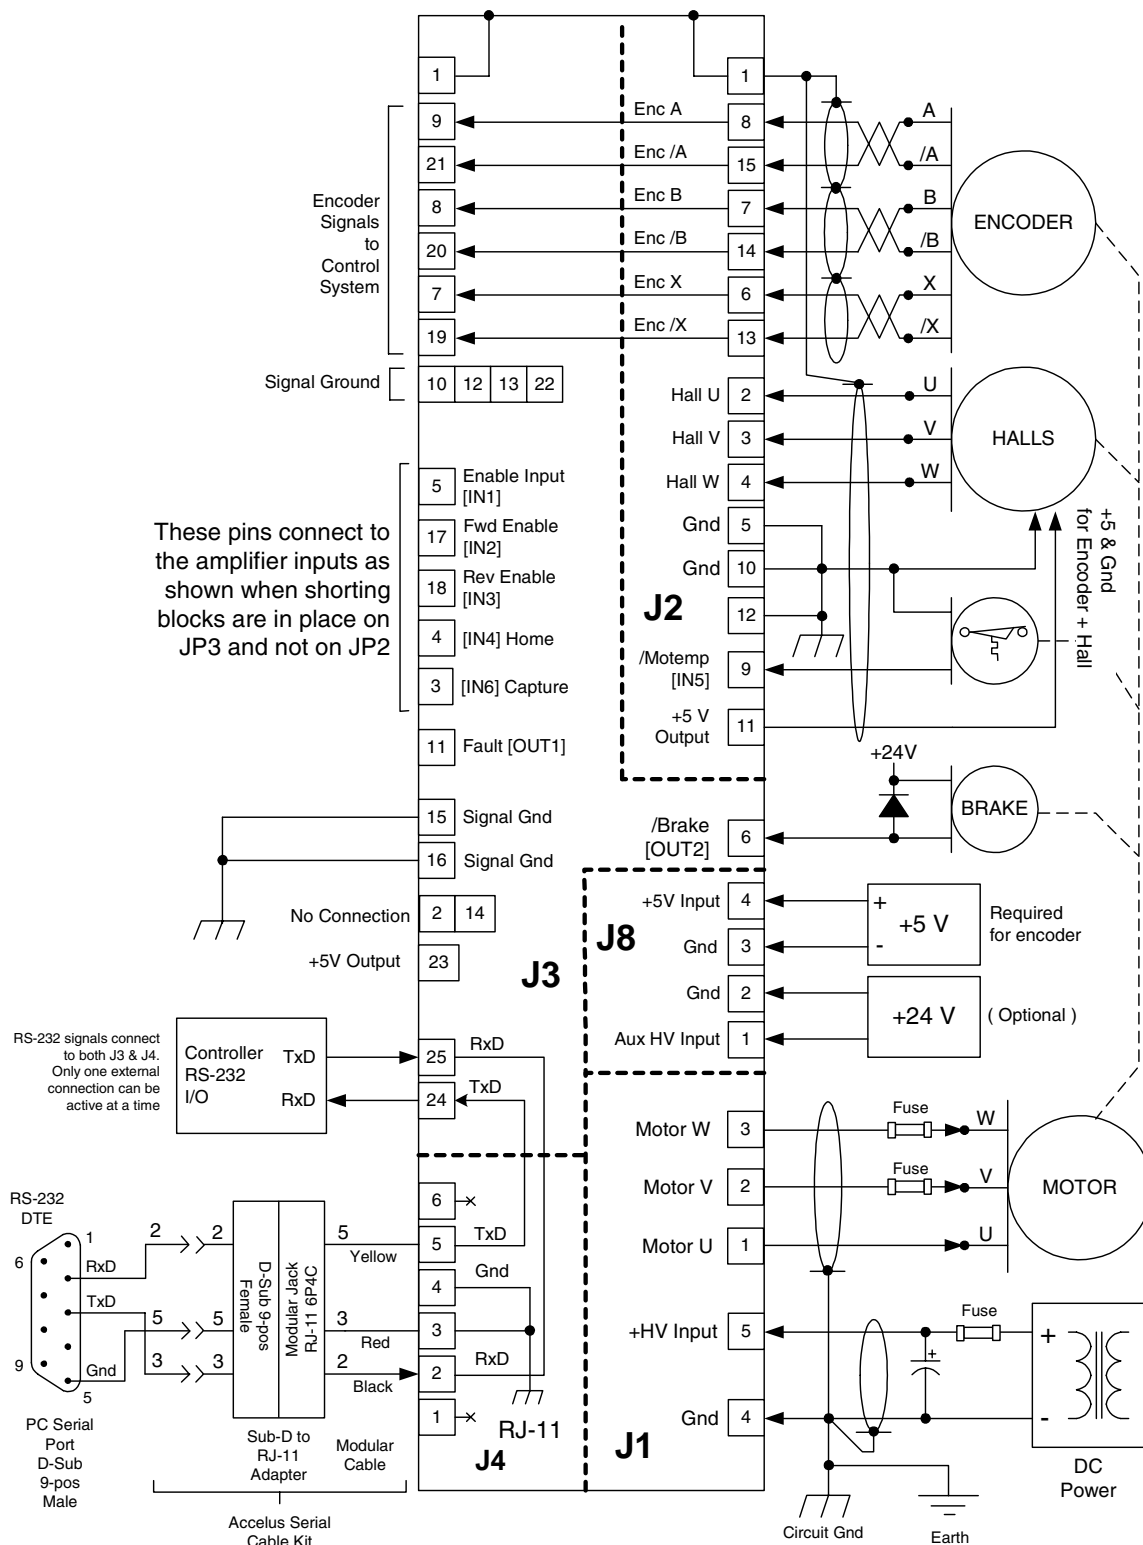 1
1
9
Enc A
8
A
21
Enc /A
15
/A
Encoder
Signals
to
Control
System
8
Enc B
7
B
ENCODER
20
Enc /B
14
/B
7
Enc X
6
X
19
Enc /X
13
/X
Signal Ground
10
12
13
22
Hall U
2
U
Hall V
3
V
HALLS
Hall W
4
W
5
Enable Input
[IN1]
17
Fwd Enable
[IN2]
18
Rev Enable
[IN3]
4
[IN4] Home
3
[IN6] Capture
These pins connect to
the amplifier inputs as
shown when shorting
blocks are in place on
JP3 and not on JP2
Gnd
5
Gnd
10
J2
12
+5 & Gnd
for Encoder + Hall
/Motemp
[IN5]
9
+5 V
Output
11
11
Fault [OUT1]
+24V
BRAKE
/Brake
[OUT2]
6
15
Signal Gnd
16
Signal Gnd
No Connection
2
14
+5V Output
23
J3
J8
+5V Input
4
+
+5 V
-
Required
for encoder
Gnd
3
Gnd
2
+24 V
( Optional )
Aux HV Input
1
RS-232 signals connect
to both J3 & J4.
Only one external
connection can be
active at a time
Controller
RS-232
I/O
TxD
RxD
25
RxD
24
TxD
Motor W
3
Fuse
W
Motor V
2
Fuse
V
MOTOR
Motor U
1
U
RS-232
DTE
6
1
RxD
TxD
9
Gnd
5
2
2
5
5
3
3
D-Sub 9-pos
Female
Modular Jack
RJ-11 6P4C
5
Yellow
3
Red
2
Black
6
5
TxD
4
Gnd
3
2
RxD
1
RJ-11
J4
J1
+HV Input
5
Fuse
+
+
-
Gnd
4
DC
Power
PC Serial
Port
D-Sub
9-pos
Male
Sub-D to
RJ-11
Adapter
Modular
Cable
Accelus Serial
Cable Kit
Circuit Gnd
Earth